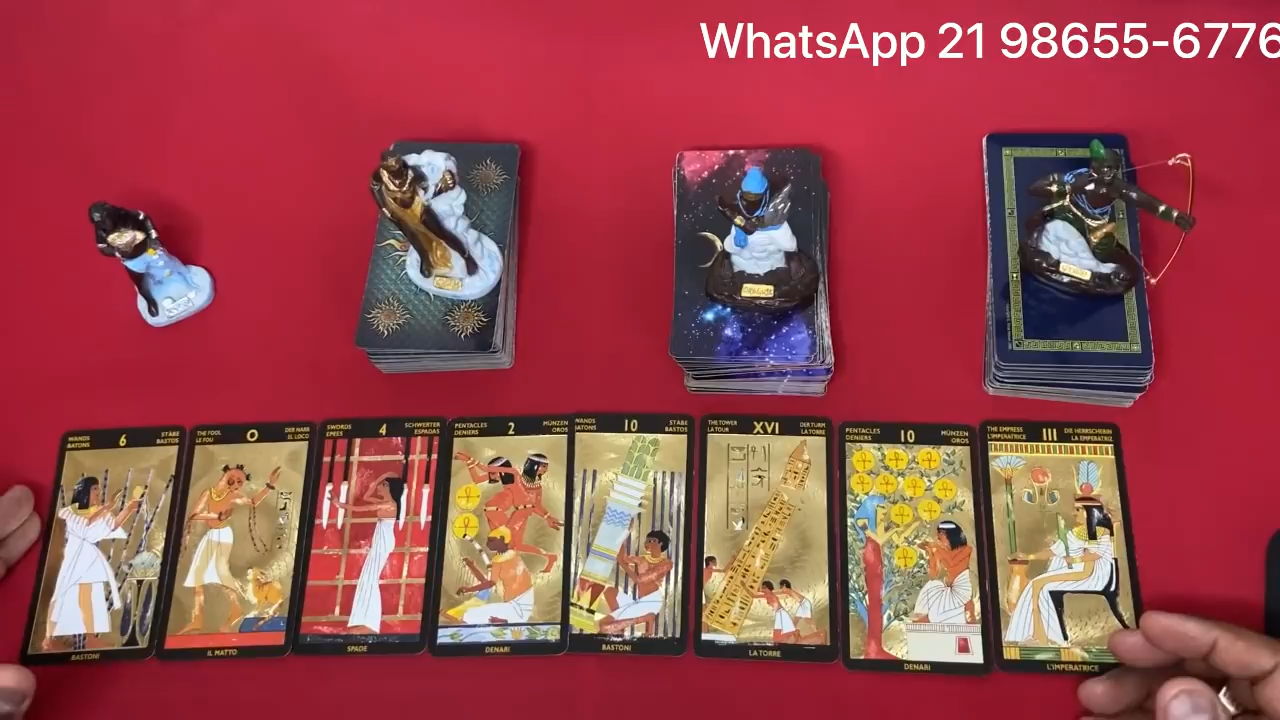 WhatsApp 21 98655-6776
WANDS
BATONS
6
STÄBE
BASTOS
BASTONI
THE FOOL
LE FOU
0
DER NARR
EL LOCO
IL MATTO
SWORDS
EPEES
4
SCHWERTER
ESPADAS
SPADE
PENTACLES
DENIERS
2
MÜNZEN
OROS
DENARI
WANDS
BATONS
10
STÄBE
BASTOS
BASTONI
THE TOWER
LA TOUR
XVI
DER TURM
LA TORRE
LA TORRE
PENTACLES
DENIERS
10
MÜNZEN
OROS
DENARI
THE EMPRESS
L'IMPERATRICE
III
DIE HERRSCHERIN
LA EMPERATRIZ
L'IMPERATRICE